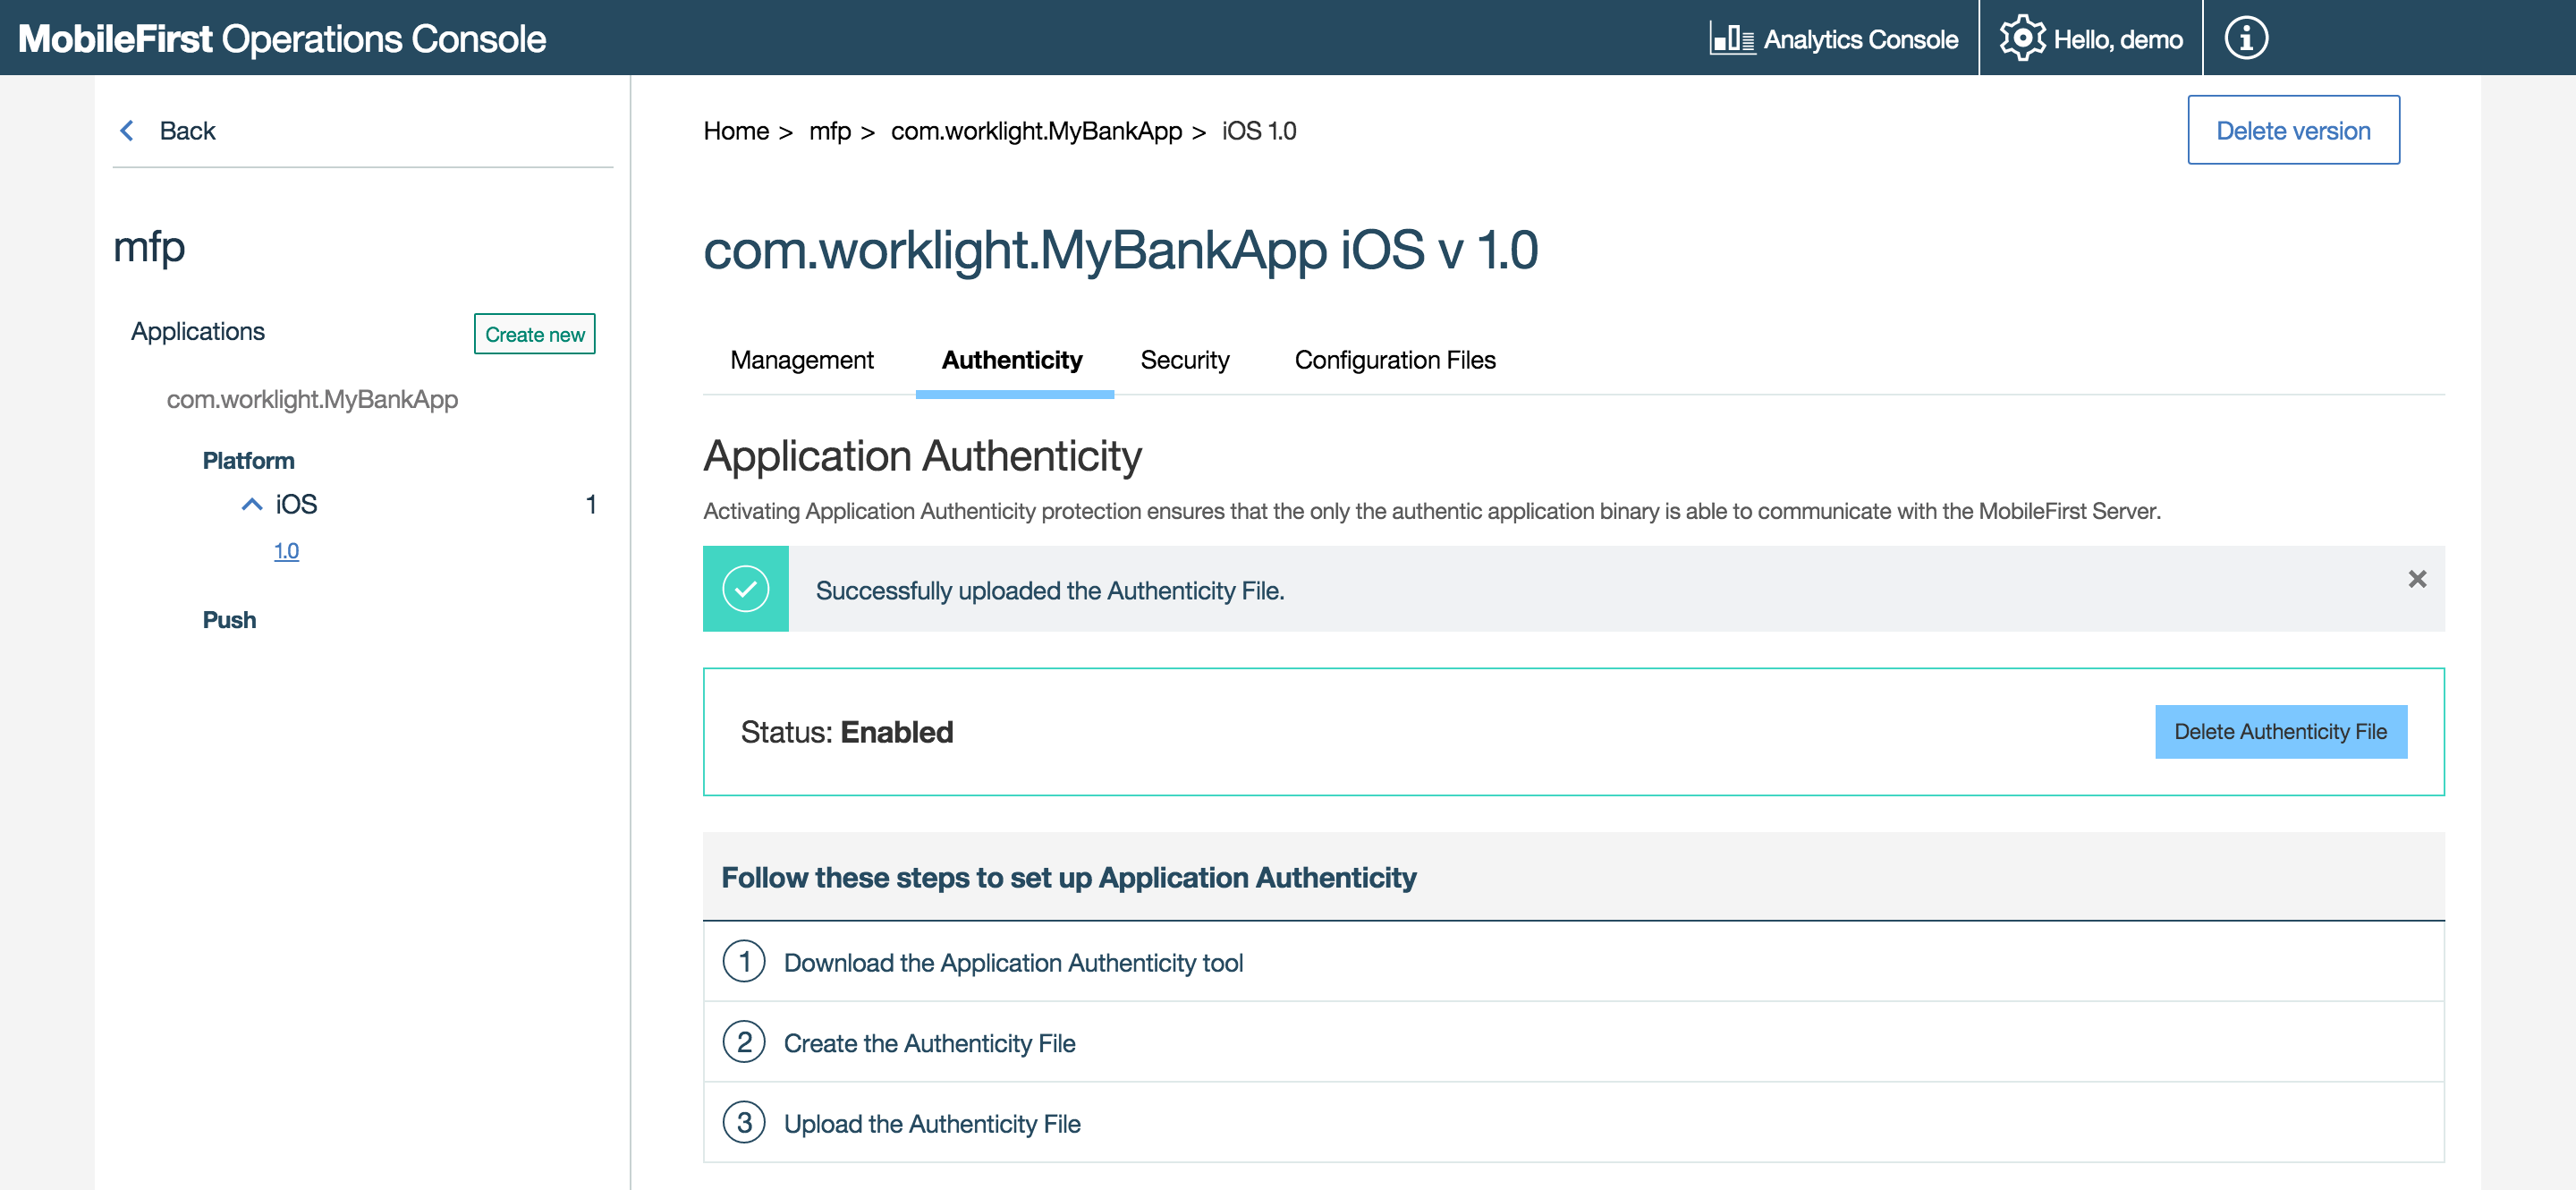 MobileFirst Operations Console
Analytics Console
Hello, demo
Back
mfp
Applications
Create new
com.worklight.MyBankApp
Platform
iOS 1
1.0
Push
Home > mfp > com.worklight.MyBankApp > iOS 1.0
Delete version
com.worklight.MyBankApp iOS v 1.0
Management Authenticity Security Configuration Files
Application Authenticity
Activating Application Authenticity protection ensures that the only the authentic application binary is able to communicate with the MobileFirst Server.
Successfully uploaded the Authenticity File.
Status: Enabled
Delete Authenticity File
Follow these steps to set up Application Authenticity
1 Download the Application Authenticity tool
2 Create the Authenticity File
3 Upload the Authenticity File